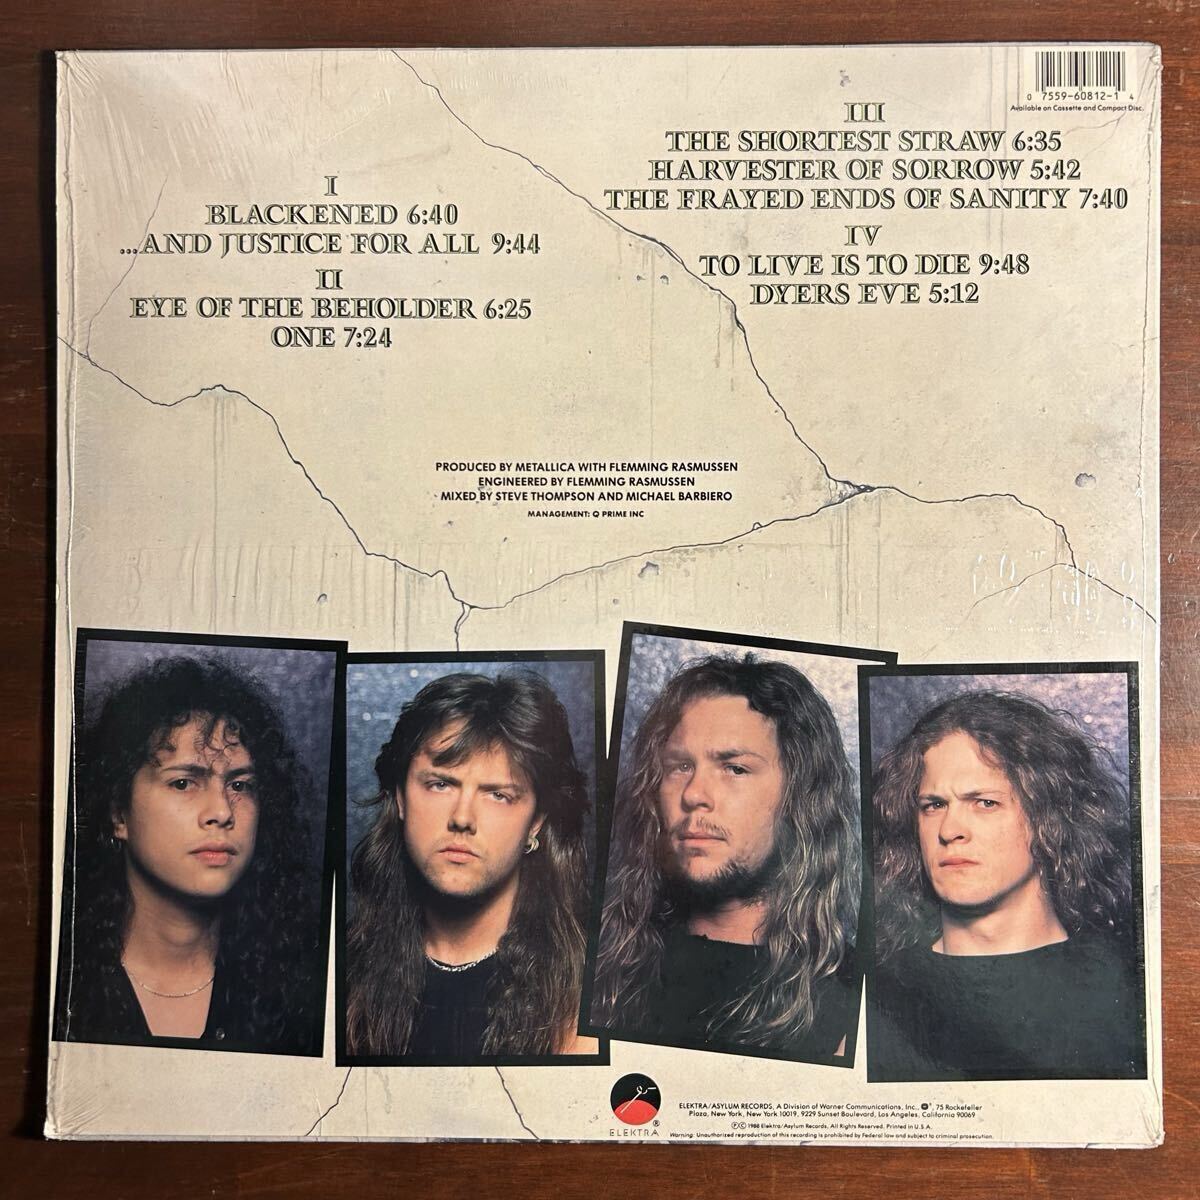 I
BLACKENED 6:40
...AND JUSTICE FOR ALL 9:44
II
EYE OF THE BEHOLDER 6:25
ONE 7:24
0 7559-60812-1 4
Available on Cassette and Compact Disc.
III
THE SHORTEST STRAW 6:35
HARVESTER OF SORROW 5:42
THE FRAYED ENDS OF SANITY 7:40
IV
TO LIVE IS TO DIE 9:48
DYERS EVE 5:12
PRODUCED BY METALLICA WITH FLEMMING RASMUSSEN
ENGINEERED BY FLEMMING RASMUSSEN
MIXED BY STEVE THOMPSON AND MICHAEL BARBIERO
MANAGEMENT: Q PRIME INC
ELEKTRA®
ELEKTRA/ASYLUM RECORDS, A Division of Warner Communications, Inc., 75 Rockefeller
Plaza, New York, New York 10019, 9229 Sunset Boulevard, Los Angeles, California 90069
℗© 1988 Elektra/Asylum Records. All Rights Reserved. Printed in U.S.A.
Warning: Unauthorized reproduction of this recording is prohibited by Federal law and subject to criminal prosecution.